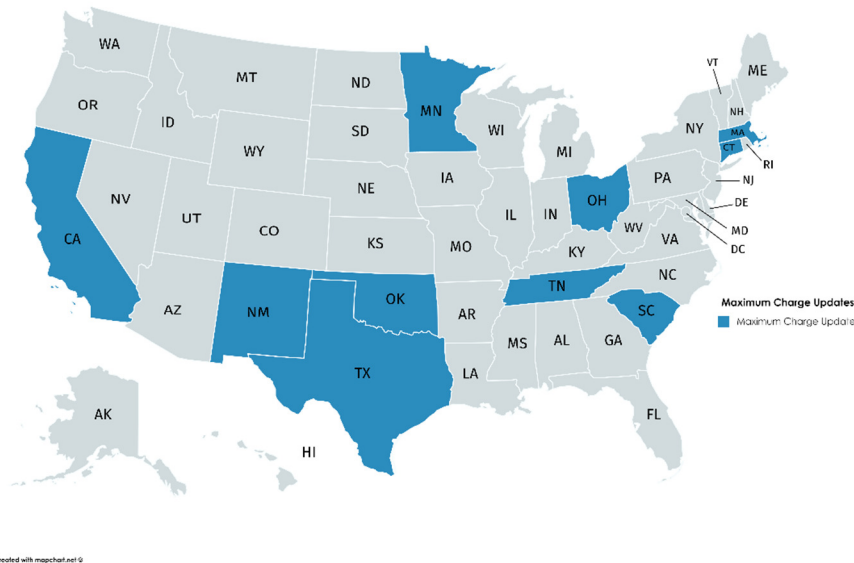 WA
MT
ND
MN
VT
ME
OR
ID
SD
WI
NY
NH
MA
CT
RI
WY
MI
IA
NE
PA
NJ
NV
UT
CO
IL
IN
OH
DE
CA
KS
MO
WV
VA
MD
DC
KY
AZ
NM
OK
AR
TN
NC
SC
TX
LA
MS
AL
GA
FL
AK
HI
Maximum Charge Updates
Maximum Charge Update
reated with mapchart.net ©